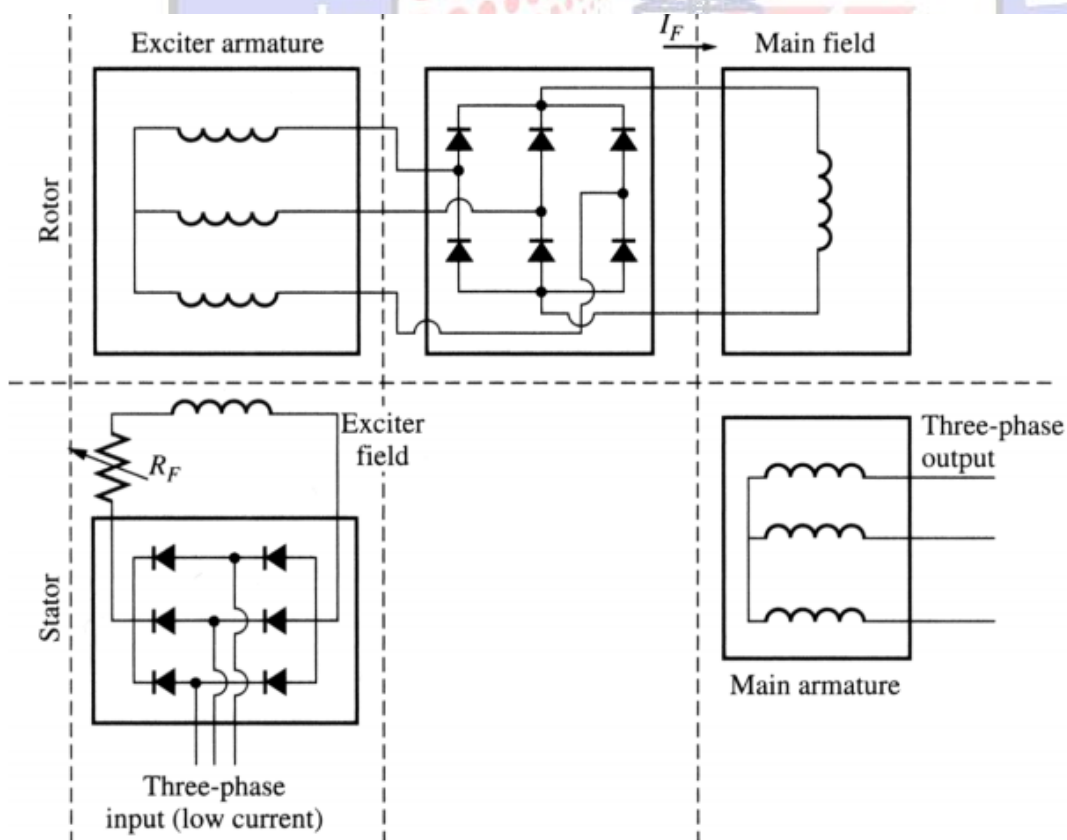 Exciter armature
I_F
Main field
Rotor
Exciter
field
R_F
Three-phase
output
Stator
Main armature
Three-phase
input (low current)